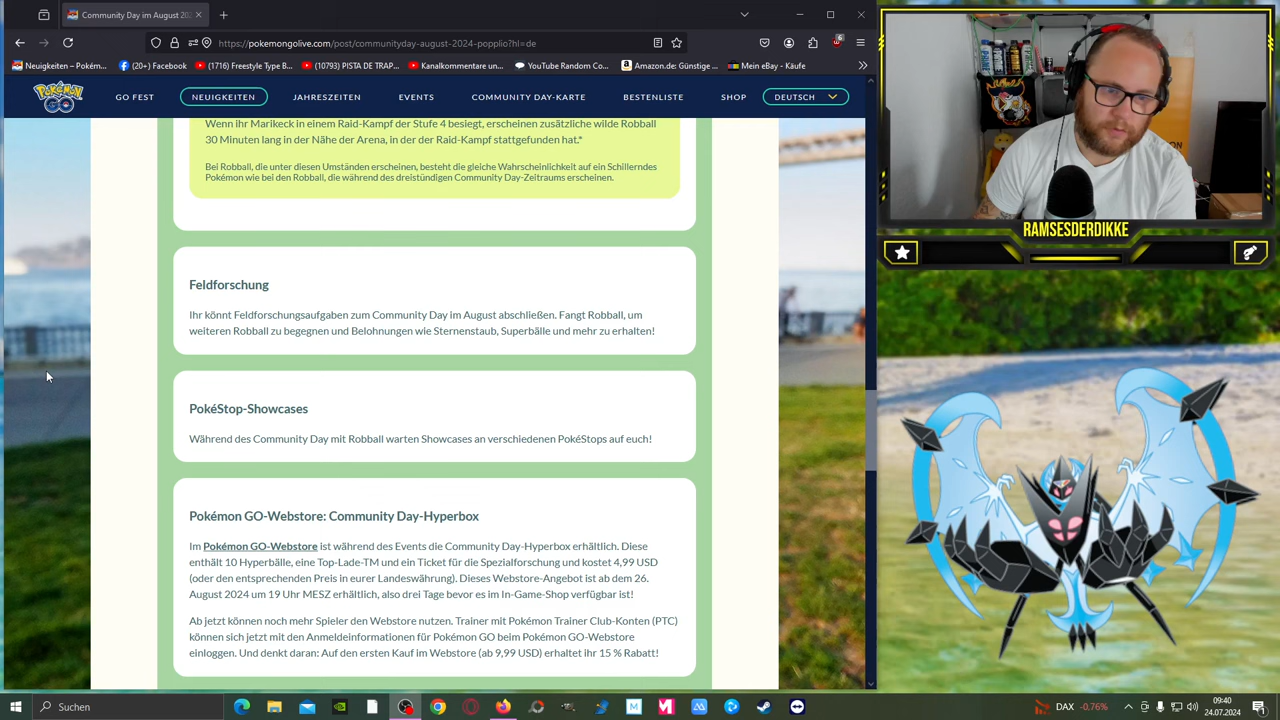 Community Day im August 202
https://pokemongolive.com/post/communityday-august-2024-popplio?hl=de
Neuigkeiten – Pokém...
(20+) Facebook
(1716) Freestyle Type B...
(1079) PISTA DE TRAP...
Kanalkommentare un...
YouTube Random Co...
Amazon.de: Günstige ...
Mein eBay - Käufe
POKÉMON GO
GO FEST
NEUIGKEITEN
JAHRESZEITEN
EVENTS
COMMUNITY DAY-KARTE
BESTENLISTE
SHOP
DEUTSCH
Wenn ihr Marikeck in einem Raid-Kampf der Stufe 4 besiegt, erscheinen zusätzliche wilde Robball
30 Minuten lang in der Nähe der Arena, in der der Raid-Kampf stattgefunden hat.*
Bei Robball, die unter diesen Umständen erscheinen, besteht die gleiche Wahrscheinlichkeit auf ein Schillerndes
Pokémon wie bei den Robball, die während des dreistündigen Community Day-Zeitraums erscheinen.
Feldforschung
Ihr könnt Feldforschungsaufgaben zum Community Day im August abschließen. Fangt Robball, um
weiteren Robball zu begegnen und Belohnungen wie Sternenstaub, Superbälle und mehr zu erhalten!
PokéStop-Showcases
Während des Community Day mit Robball warten Showcases an verschiedenen PokéStops auf euch!
Pokémon GO-Webstore: Community Day-Hyperbox
Im Pokémon GO-Webstore ist während des Events die Community Day-Hyperbox erhältlich. Diese
enthält 10 Hyperbälle, eine Top-Lade-TM und ein Ticket für die Spezialforschung und kostet 4,99 USD
(oder den entsprechenden Preis in eurer Landeswährung). Dieses Webstore-Angebot ist ab dem 26.
August 2024 um 19 Uhr MESZ erhältlich, also drei Tage bevor es im In-Game-Shop verfügbar ist!
Ab jetzt können noch mehr Spieler den Webstore nutzen. Trainer mit Pokémon Trainer Club-Konten (PTC)
können sich jetzt mit den Anmeldeinformationen für Pokémon GO beim Pokémon GO-Webstore
einloggen. Und denkt daran: Auf den ersten Kauf im Webstore (ab 9,99 USD) erhaltet ihr 15 % Rabatt!
RAMSESDERDIKKE
Suchen
DAX -0,76%
09:40
24.07.2024